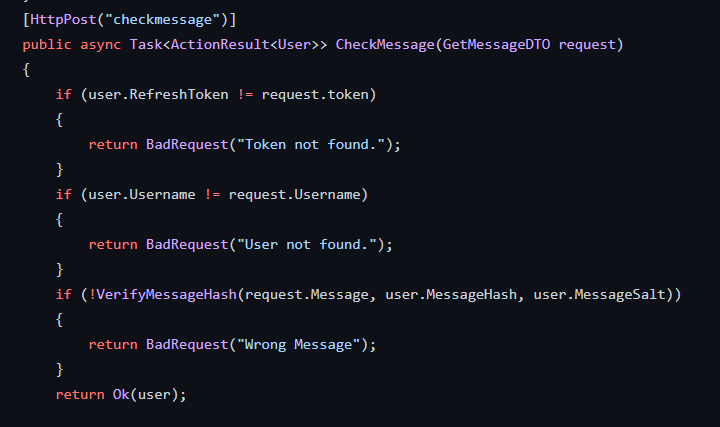 [HttpPost("checkmessage")]
public async Task<ActionResult<User>> CheckMessage(GetMessageDTO request)
{
    if (user.RefreshToken != request.token)
    {
        return BadRequest("Token not found.");
    }
    if (user.Username != request.Username)
    {
        return BadRequest("User not found.");
    }
    if (!VerifyMessageHash(request.Message, user.MessageHash, user.MessageSalt))
    {
        return BadRequest("Wrong Message");
    }
    return Ok(user);